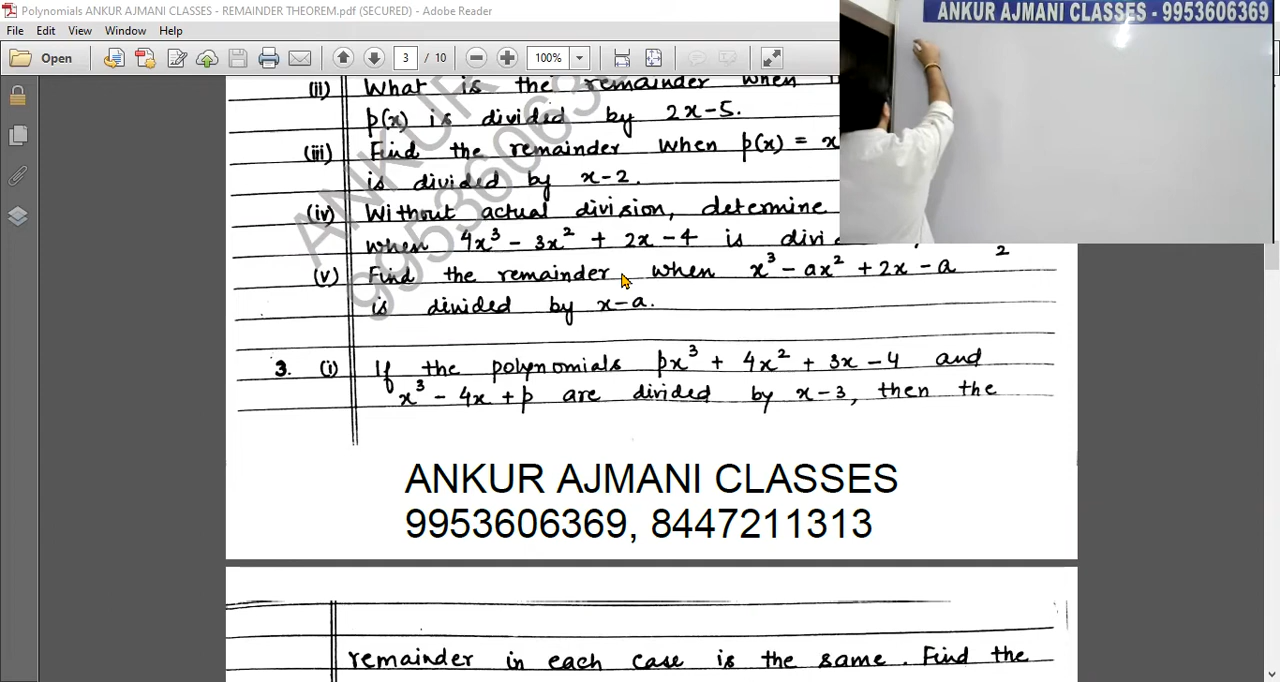 Polynomials ANKUR AJMANI CLASSES - REMAINDER THEOREM.pdf (SECURED) - Adobe Reader
File Edit View Window Help
Open 3 / 10 100%
ANKUR AJMANI CLASSES - 9953606369
(ii) What is the remainder when
p(x) is divided by 2x-5.
(iii) Find the remainder when p(x) = x
is divided by x-2.
(iv) Without actual division, determine
when 4x³ - 3x² + 2x - 4 is divi
(v) Find the remainder when x³ - ax² + 2x - a 2
is divided by x-a.
3. (i) If the polynomials px³ + 4x² + 3x - 4 and
x³ - 4x + p are divided by x-3, then the
ANKUR AJMANI CLASSES
9953606369, 8447211313
remainder in each case is the same. Find the
ANKUR
99536063